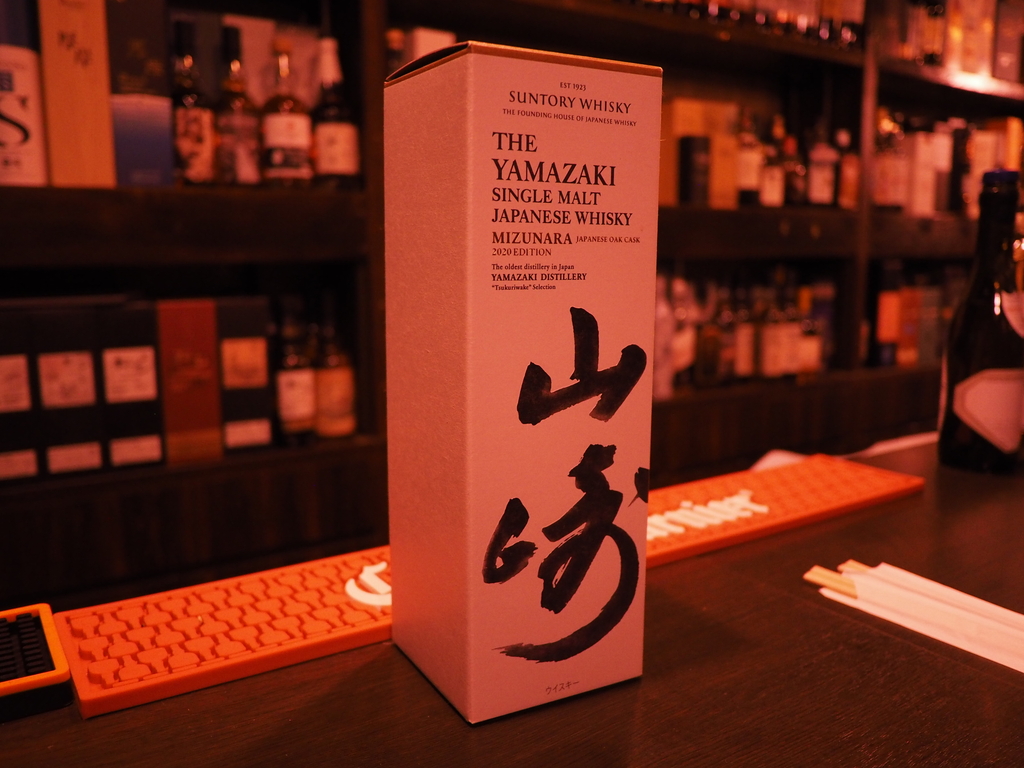 EST 1923
SUNTORY WHISKY
THE FOUNDING HOUSE OF JAPANESE WHISKY
THE
YAMAZAKI
SINGLE MALT
JAPANESE WHISKY
MIZUNARA JAPANESE OAK CASK
2020 EDITION
The oldest distillery in Japan
YAMAZAKI DISTILLERY
"Tsukuriwake" Selection
山
崎
ウイスキー